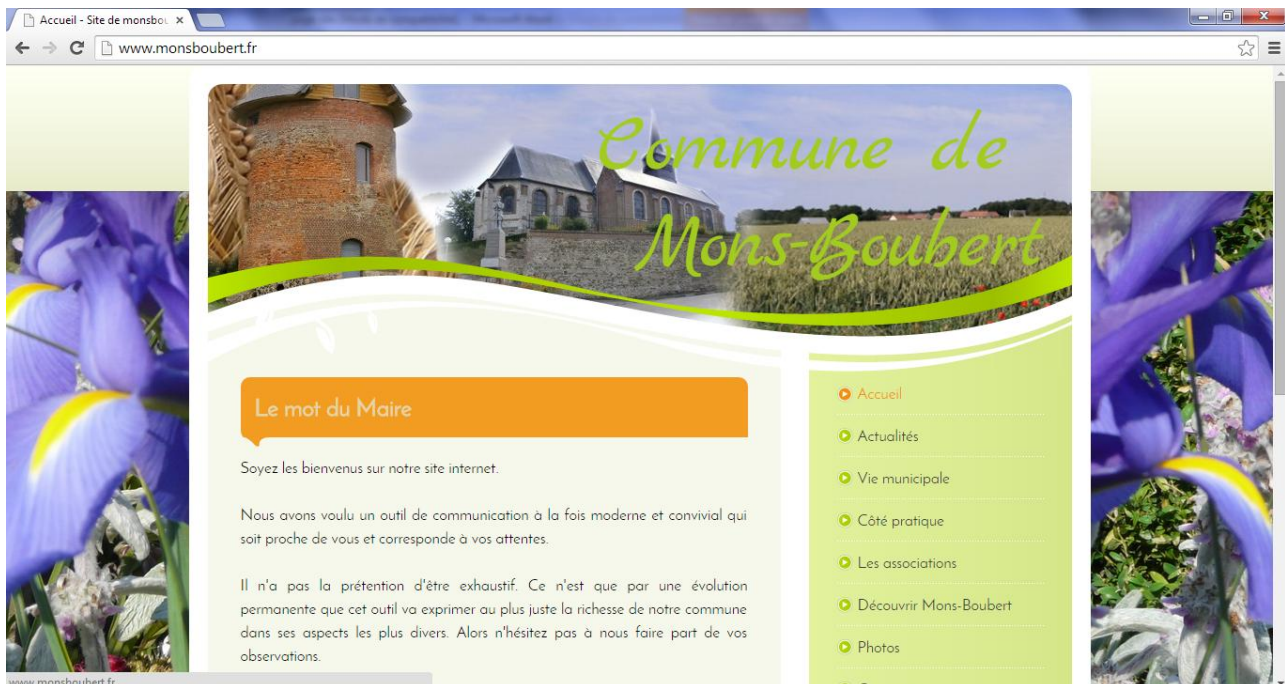 Accueil - Site de monsbou
www.monsboubert.fr
Commune de
Mons-Boubert
Le mot du Maire
Soyez les bienvenus sur notre site internet.
Nous avons voulu un outil de communication à la fois moderne et convivial qui
soit proche de vous et corresponde à vos attentes.
Il n'a pas la prétention d'être exhaustif. Ce n'est que par une évolution
permanente que cet outil va exprimer au plus juste la richesse de notre commune
dans ses aspects les plus divers. Alors n'hésitez pas à nous faire part de vos
observations.
Accueil
Actualités
Vie municipale
Côté pratique
Les associations
Découvrir Mons-Boubert
Photos
www.monsboubert.fr